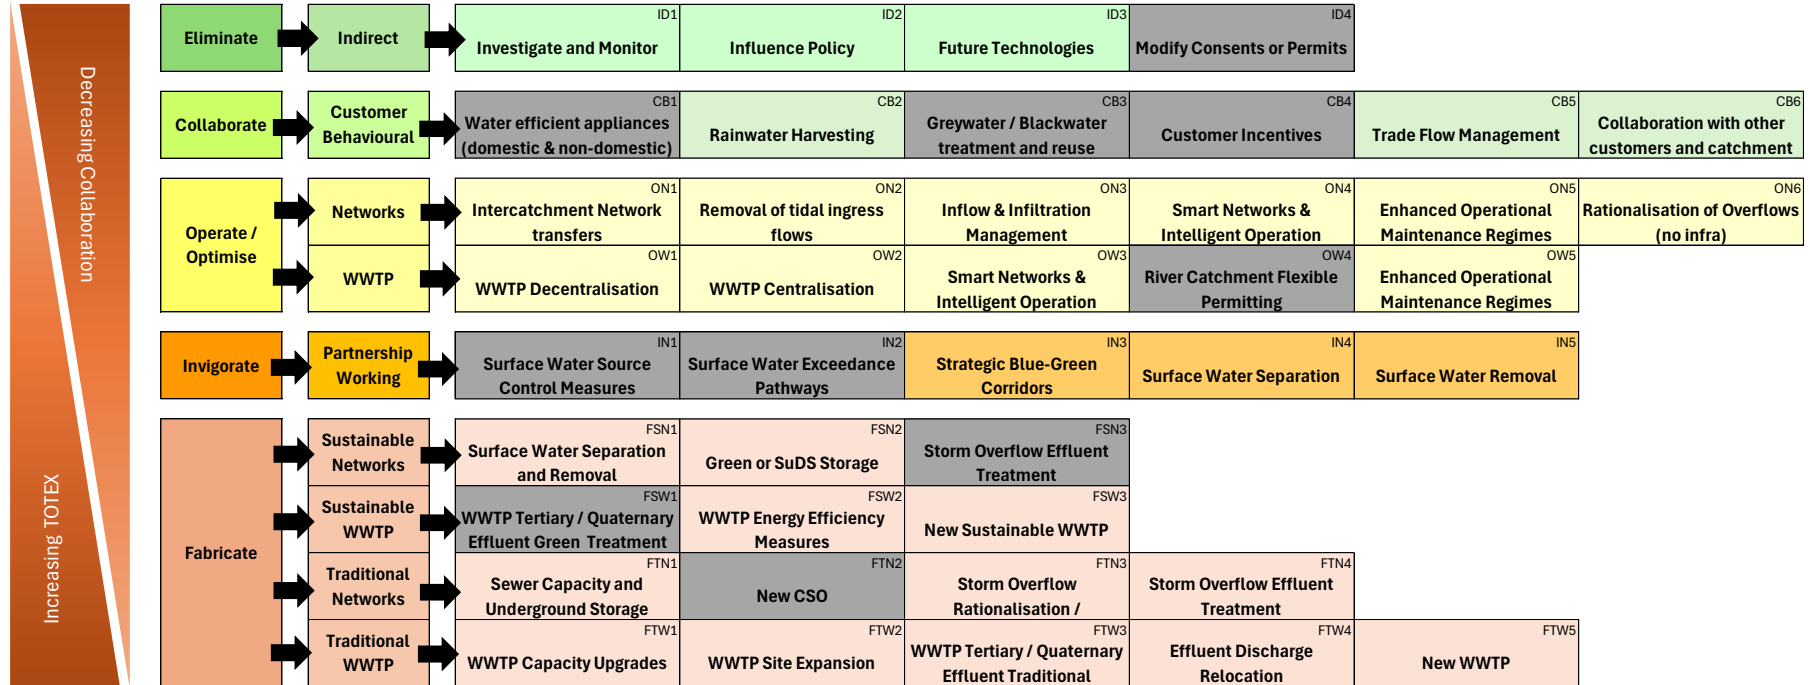 Decreasing Collaboration
Increasing TOTEX
Eliminate
Indirect
ID1
Investigate and Monitor
ID2
Influence Policy
ID3
Future Technologies
ID4
Modify Consents or Permits
Collaborate
Customer
Behavioural
CB1
Water efficient appliances
(domestic & non-domestic)
CB2
Rainwater Harvesting
CB3
Greywater / Blackwater
treatment and reuse
CB4
Customer Incentives
CB5
Trade Flow Management
CB6
Collaboration with other
customers and catchment
Operate /
Optimise
Networks
ON1
Intercatchment Network
transfers
ON2
Removal of tidal ingress
flows
ON3
Inflow & Infiltration
Management
ON4
Smart Networks &
Intelligent Operation
ON5
Enhanced Operational
Maintenance Regimes
ON6
Rationalisation of Overflows
(no infra)
WWTP
OW1
WWTP Decentralisation
OW2
WWTP Centralisation
OW3
Smart Networks &
Intelligent Operation
OW4
River Catchment Flexible
Permitting
OW5
Enhanced Operational
Maintenance Regimes
Invigorate
Partnership
Working
IN1
Surface Water Source
Control Measures
IN2
Surface Water Exceedance
Pathways
IN3
Strategic Blue-Green
Corridors
IN4
Surface Water Separation
IN5
Surface Water Removal
Fabricate
Sustainable
Networks
FSN1
Surface Water Separation
and Removal
FSN2
Green or SuDS Storage
FSN3
Storm Overflow Effluent
Treatment
Sustainable
WWTP
FSW1
WWTP Tertiary / Quaternary
Effluent Green Treatment
FSW2
WWTP Energy Efficiency
Measures
FSW3
New Sustainable WWTP
Traditional
Networks
FTN1
Sewer Capacity and
Underground Storage
FTN2
New CSO
FTN3
Storm Overflow
Rationalisation /
FTN4
Storm Overflow Effluent
Treatment
Traditional
WWTP
FTW1
WWTP Capacity Upgrades
FTW2
WWTP Site Expansion
FTW3
WWTP Tertiary / Quaternary
Effluent Traditional
FTW4
Effluent Discharge
Relocation
FTW5
New WWTP